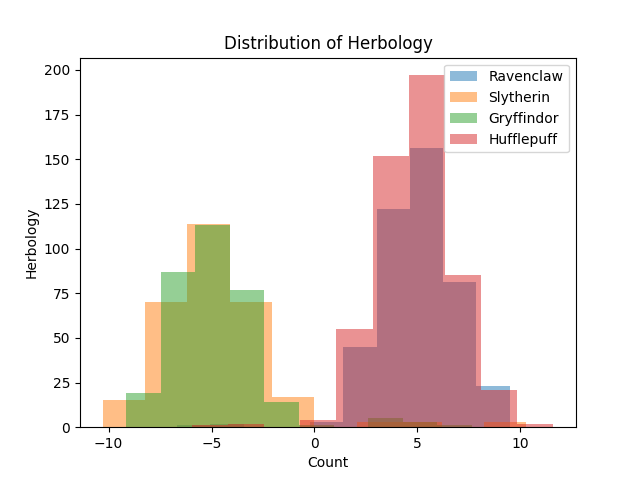 Distribution of Herbology
Ravenclaw
Slytherin
Gryffindor
Hufflepuff
200
175
150
125
100
75
50
25
0
Herbology
−10
−5
0
5
10
Count